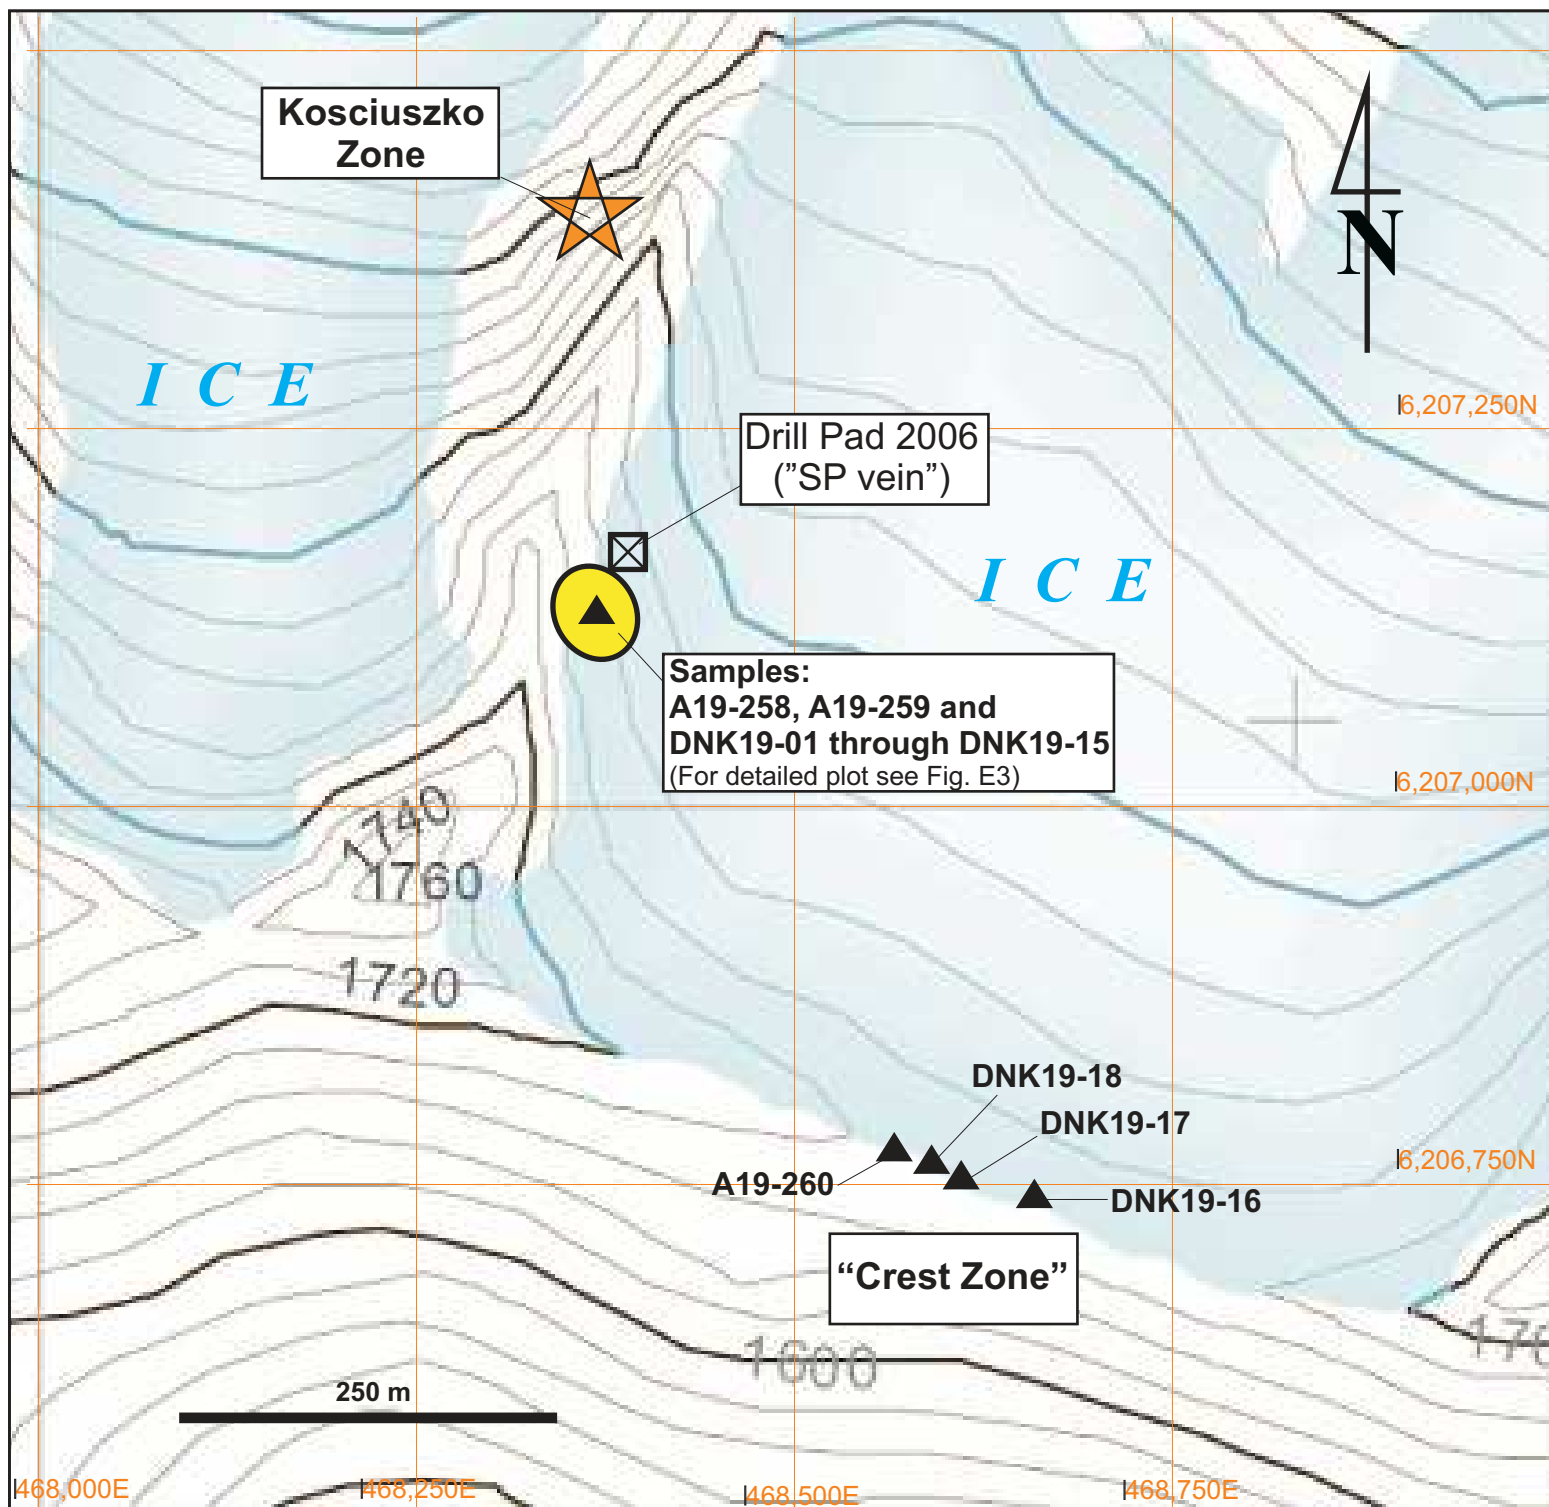 Kosciuszko
Zone
N
I C E
6,207,250N
Drill Pad 2006
("SP vein")
I C E
Samples:
A19-258, A19-259 and
DNK19-01 through DNK19-15
(For detailed plot see Fig. E3)
6,207,000N
1740
1760
1720
DNK19-18
DNK19-17
6,206,750N
A19-260
DNK19-16
“Crest Zone”
1600
250 m
468,000E
468,250E
468,500E
468,750E